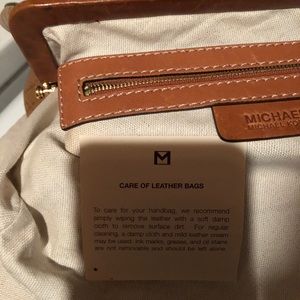 MICHAEL
MICHAEL KO
M
CARE OF LEATHER BAGS
To care for your handbag, we recommend
simply wiping the leather with a soft damp
cloth to remove surface dirt. For regular
cleaning, a damp cloth and mild leather cream
may be used. Ink marks, grease, and oil stains
are not removable and should be left alone.